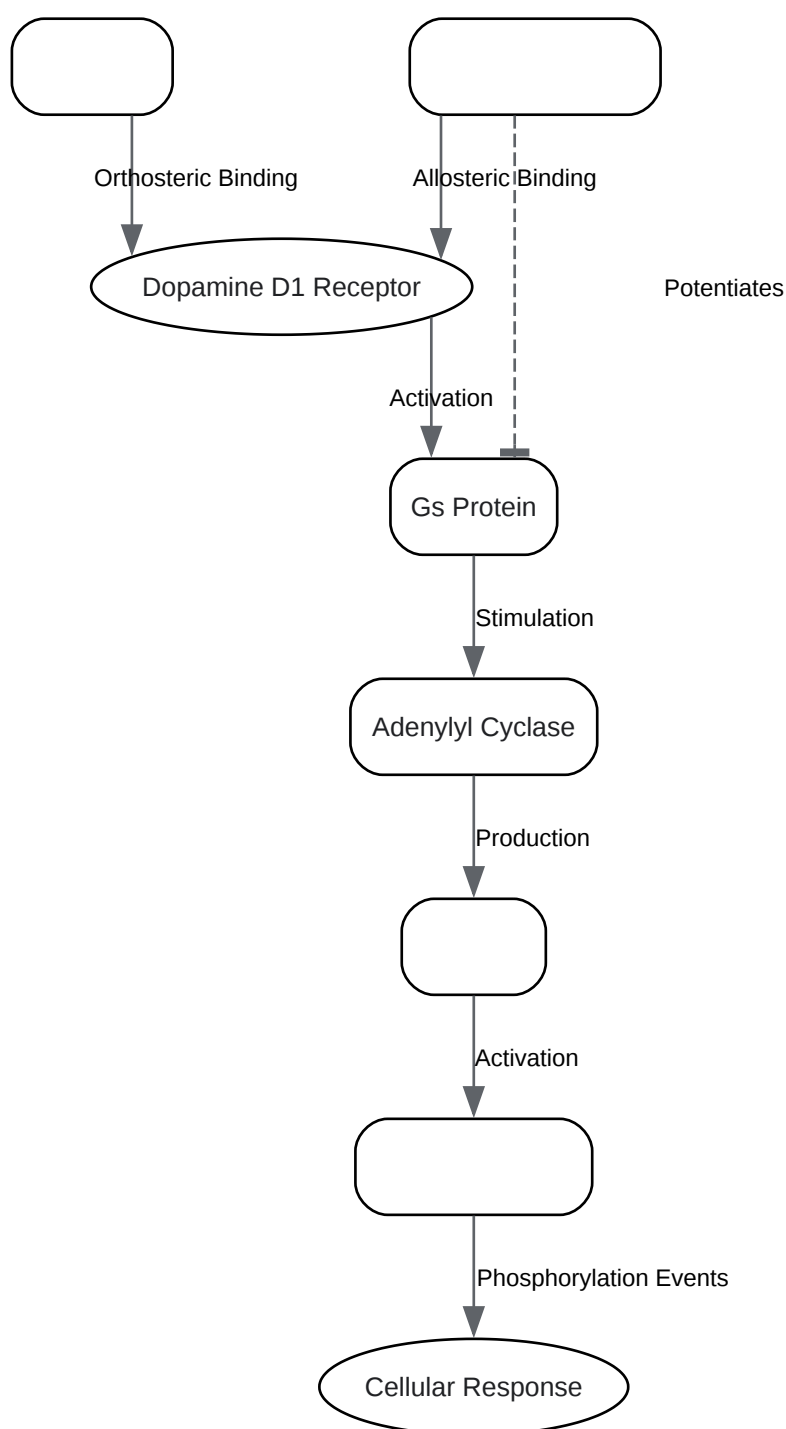 Orthosteric Binding
Allosteric Binding
Dopamine D1 Receptor
Potentiates
Activation
Gs Protein
Stimulation
Adenylyl Cyclase
Production
Activation
Phosphorylation Events
Cellular Response